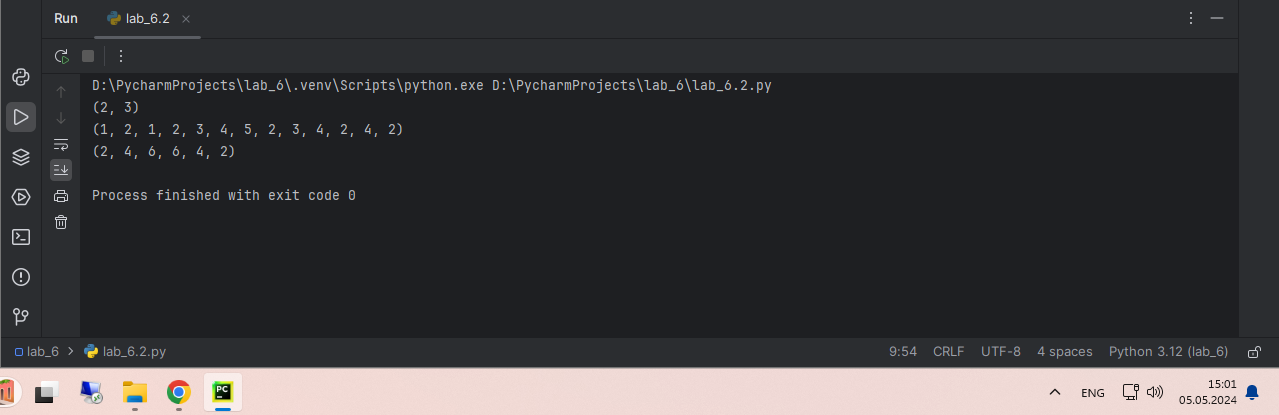 Run lab_6.2
D:\PycharmProjects\lab_6\.venv\Scripts\python.exe D:\PycharmProjects\lab_6\lab_6.2.py
(2, 3)
(1, 2, 1, 2, 3, 4, 5, 2, 3, 4, 2, 4, 2)
(2, 4, 6, 6, 4, 2)
Process finished with exit code 0
lab_6 > lab_6.2.py 9:54 CRLF UTF-8 4 spaces Python 3.12 (lab_6)
PC
ENG
15:01
05.05.2024